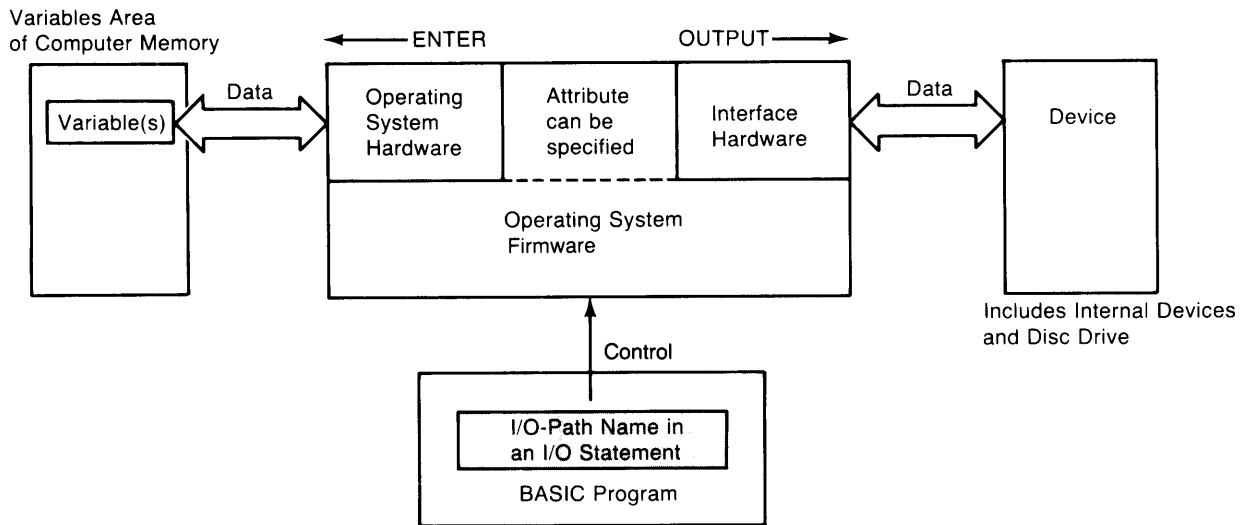 Variables Area
of Computer Memory
ENTER
OUTPUT
Data
Data
Variable(s)
Operating
System
Hardware
Attribute
can be
specified
Interface
Hardware
Device
Operating System
Firmware
Includes Internal Devices
and Disc Drive
Control
I/O-Path Name in
an I/O Statement
BASIC Program